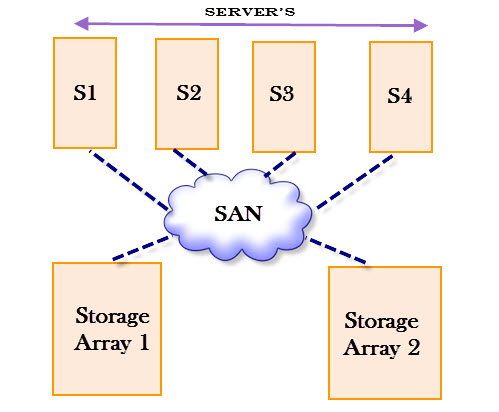 SERVER'S
S1
S2
S3
S4
SAN
Storage
Array 1
Storage
Array 2